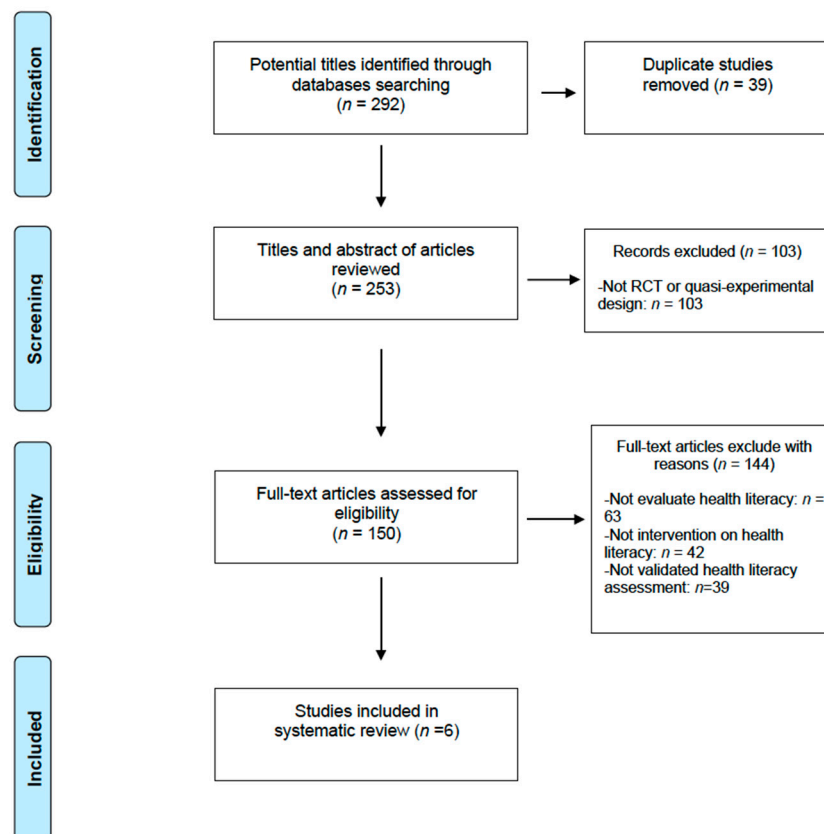 Identification
Potential titles identified through
databases searching
(n = 292)
Duplicate studies
removed (n = 39)
Screening
Titles and abstract of articles
reviewed
(n = 253)
Records excluded (n = 103)
-Not RCT or quasi-experimental
design: n = 103
Eligibility
Full-text articles assessed for
eligibility
(n = 150)
Full-text articles exclude with
reasons (n = 144)
-Not evaluate health literacy: n =
63
-Not intervention on health
literacy: n = 42
-Not validated health literacy
assessment: n=39
Included
Studies included in
systematic review (n =6)